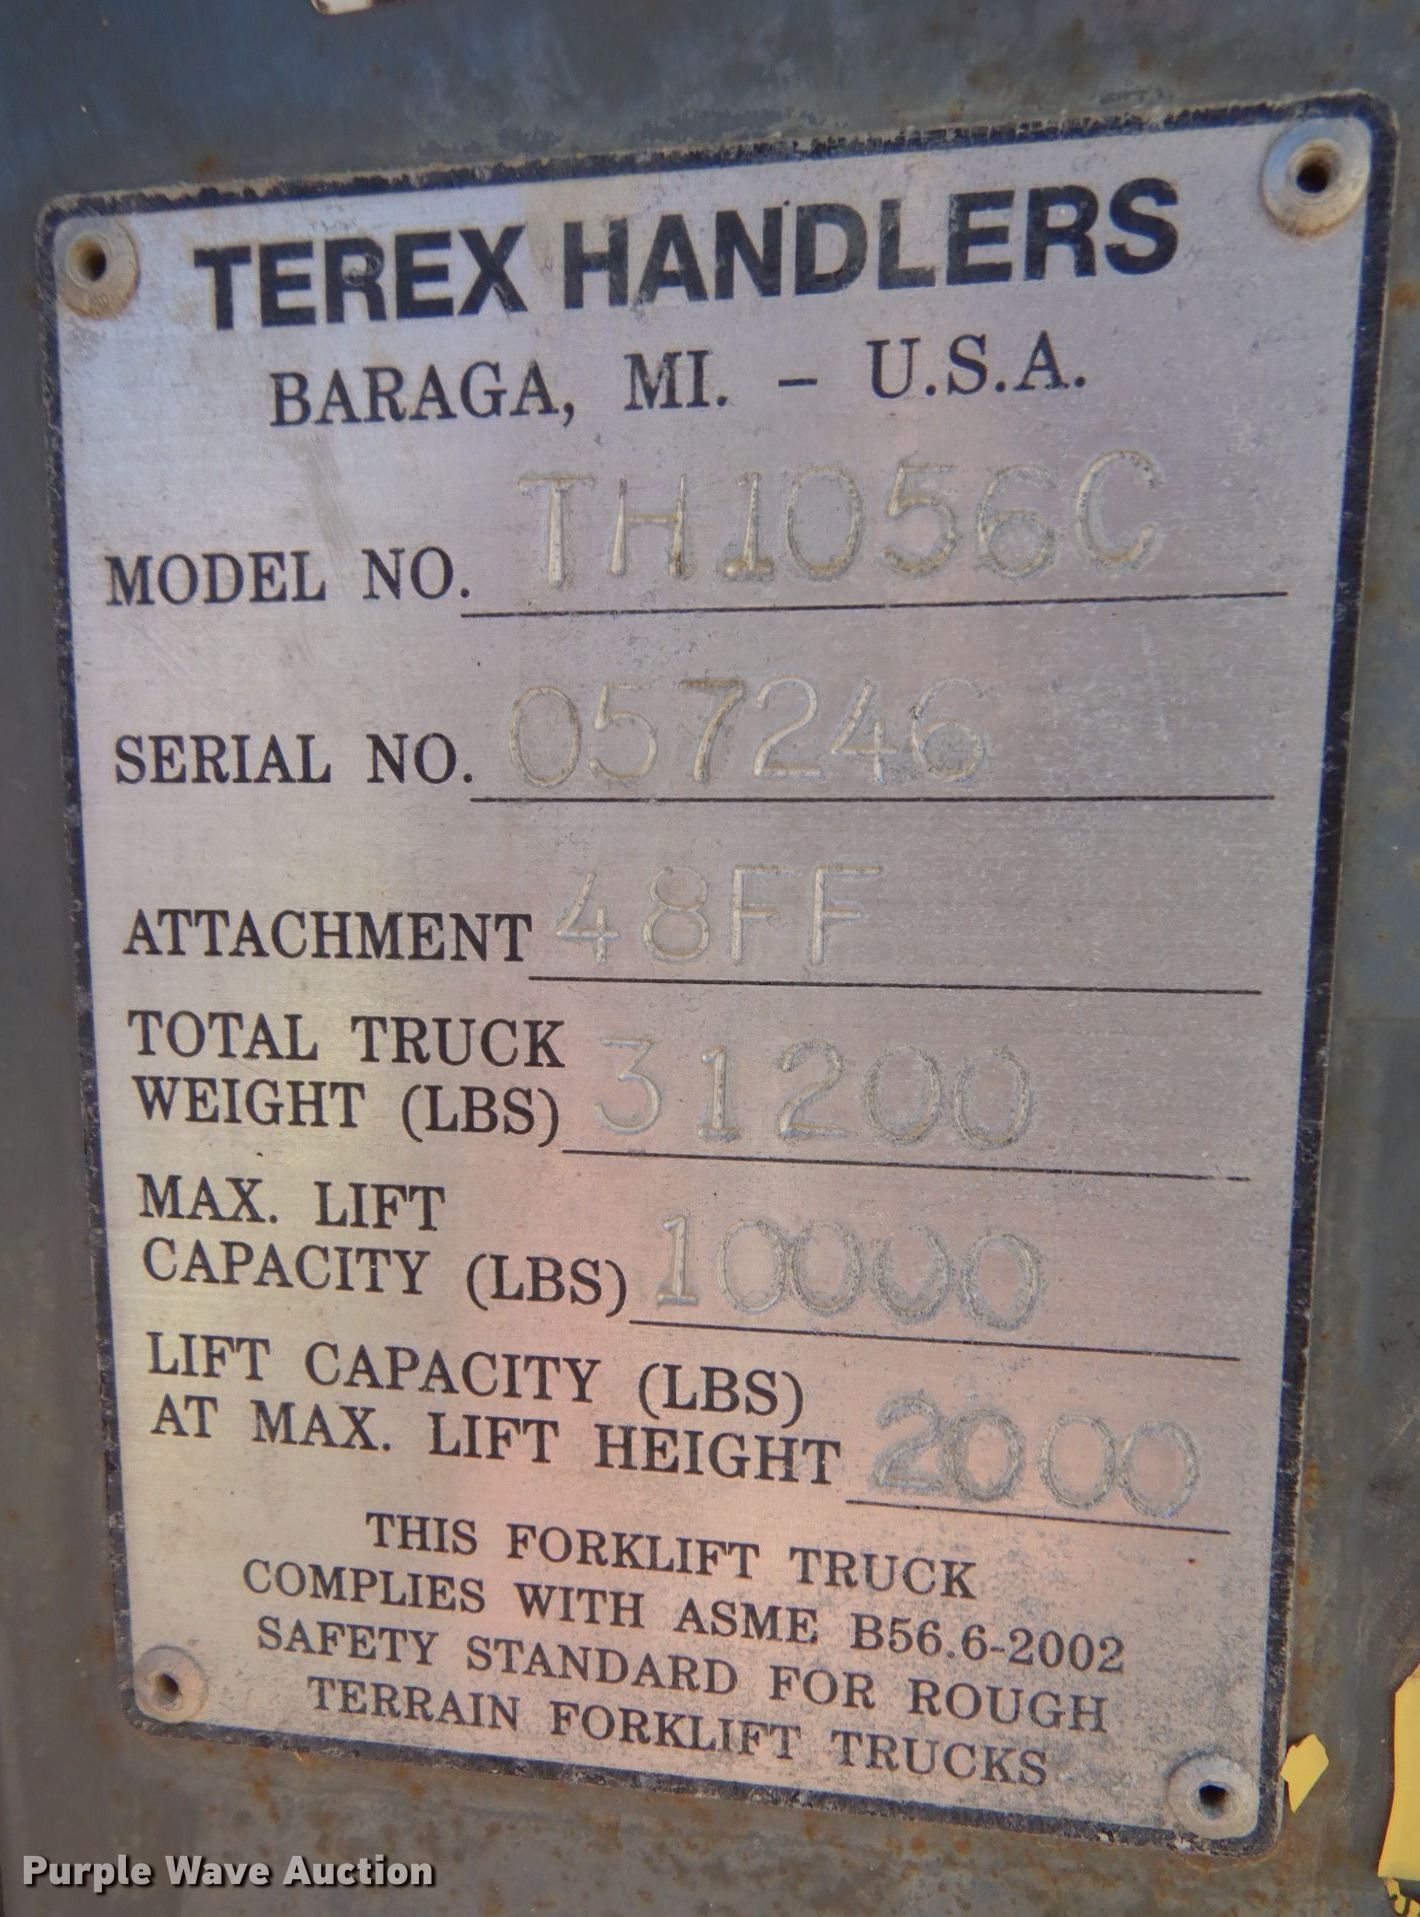 TEREX HANDLERS
BARAGA, MI. – U.S.A.
MODEL NO. TH1056C
SERIAL NO. 057246
ATTACHMENT 48FF
TOTAL TRUCK
WEIGHT (LBS) 31200
MAX. LIFT
CAPACITY (LBS) 10000
LIFT CAPACITY (LBS)
AT MAX. LIFT HEIGHT 2000
THIS FORKLIFT TRUCK
COMPLIES WITH ASME B56.6-2002
SAFETY STANDARD FOR ROUGH
TERRAIN FORKLIFT TRUCKS
Purple Wave Auction